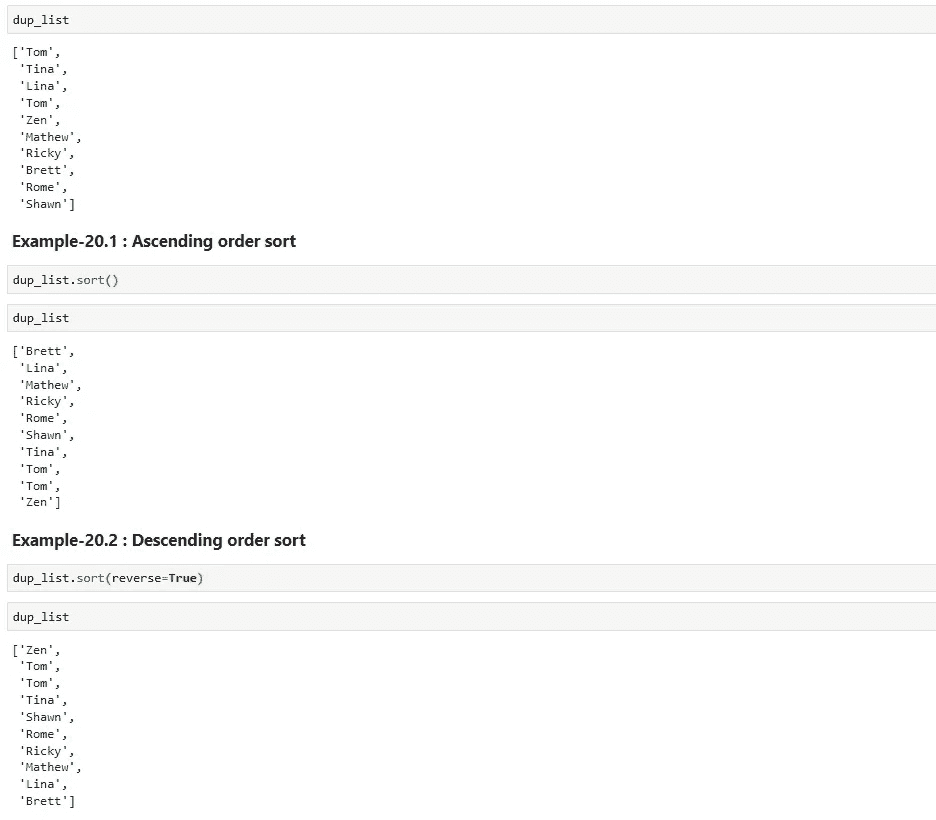 dup_list
['Tom',
 'Tina',
 'Lina',
 'Tom',
 'Zen',
 'Mathew',
 'Ricky',
 'Brett',
 'Rome',
 'Shawn']
Example-20.1 : Ascending order sort
dup_list.sort()
dup_list
['Brett',
 'Lina',
 'Mathew',
 'Ricky',
 'Rome',
 'Shawn',
 'Tina',
 'Tom',
 'Tom',
 'Zen']
Example-20.2 : Descending order sort
dup_list.sort(reverse=True)
dup_list
['Zen',
 'Tom',
 'Tom',
 'Tina',
 'Shawn',
 'Rome',
 'Ricky',
 'Mathew',
 'Lina',
 'Brett']